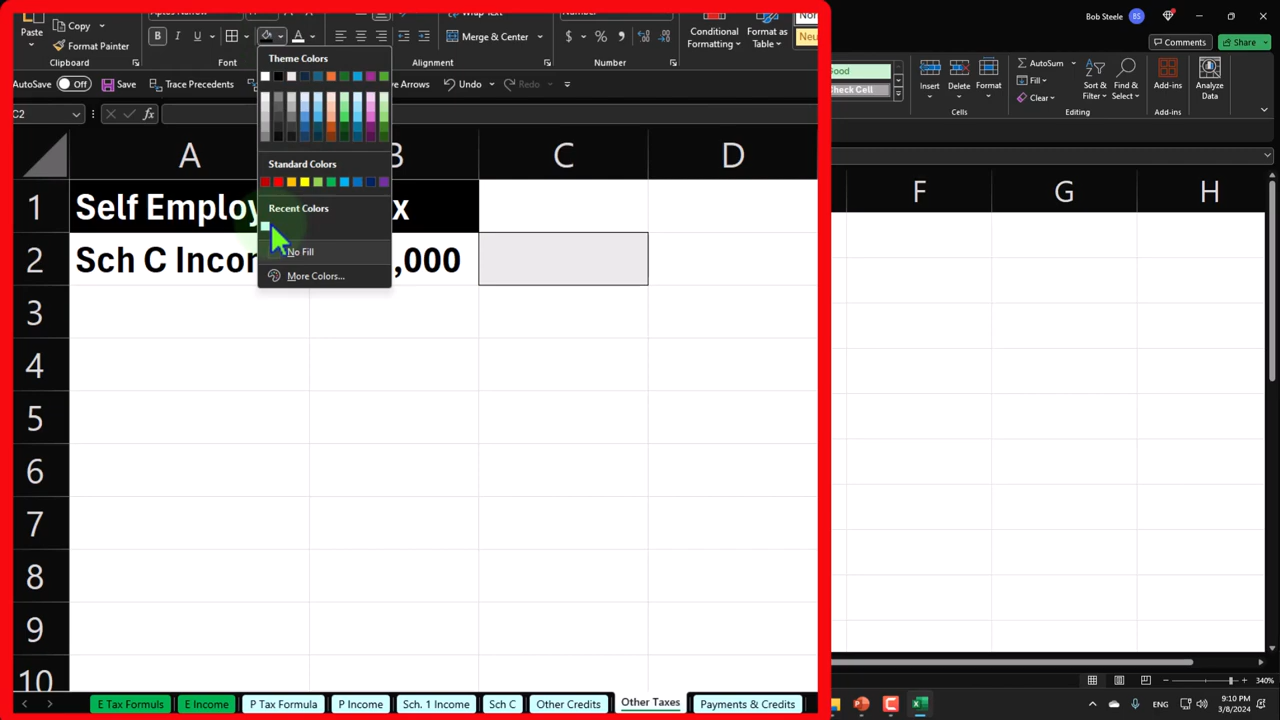 Copy
Paste
Format Painter
Clipboard
B I U
Font
Wrap Text
Merge & Center
Alignment
Number
$ % ,
Conditional Formatting
Format as Table
Bob Steele BS
Comments
Share
Good
Check Cell
Insert
Delete
Format
Cells
AutoSum
Fill
Clear
Sort & Filter
Find & Select
Editing
Add-ins
Add-ins
Analyze Data
AutoSave Off Save Trace Precedents Undo Redo
C2 fx
Theme Colors
Standard Colors
Recent Colors
No Fill
More Colors...
A B C D F G H
1 Self Employ x
2 Sch C Incom ,000
3
4
5
6
7
8
9
10
E Tax Formuls E Income P Tax Formula P Income Sch. 1 Income Sch C Other Credits Other Taxes Payments & Credits
340%
ENG
9:10 PM
3/8/2024